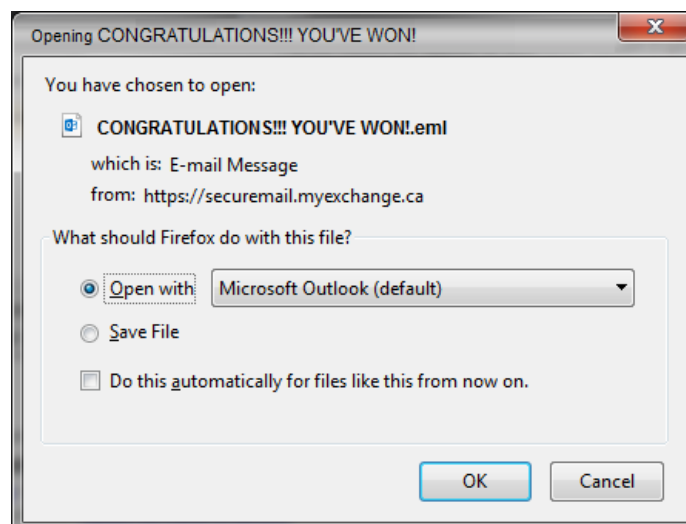 Opening CONGRATULATIONS!!! YOU'VE WON!
You have chosen to open:
CONGRATULATIONS!!! YOU'VE WON!.eml
which is: E-mail Message
from: https://securemail.myexchange.ca
What should Firefox do with this file?
Open with Microsoft Outlook (default)
Save File
Do this automatically for files like this from now on.
OK Cancel